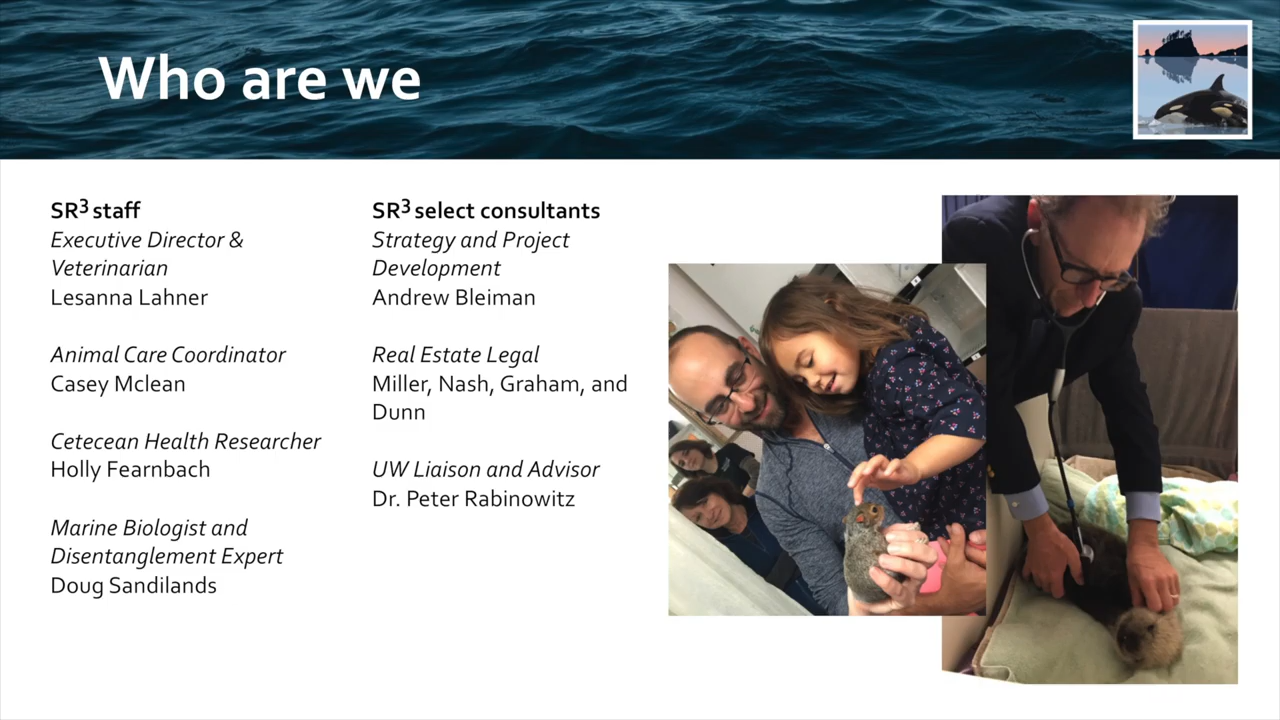 Who are we
SR³ staff
Executive Director &
Veterinarian
Lesanna Lahner
Animal Care Coordinator
Casey Mclean
Cetecean Health Researcher
Holly Fearnbach
Marine Biologist and
Disentanglement Expert
Doug Sandilands
SR³ select consultants
Strategy and Project
Development
Andrew Bleiman
Real Estate Legal
Miller, Nash, Graham, and
Dunn
UW Liaison and Advisor
Dr. Peter Rabinowitz